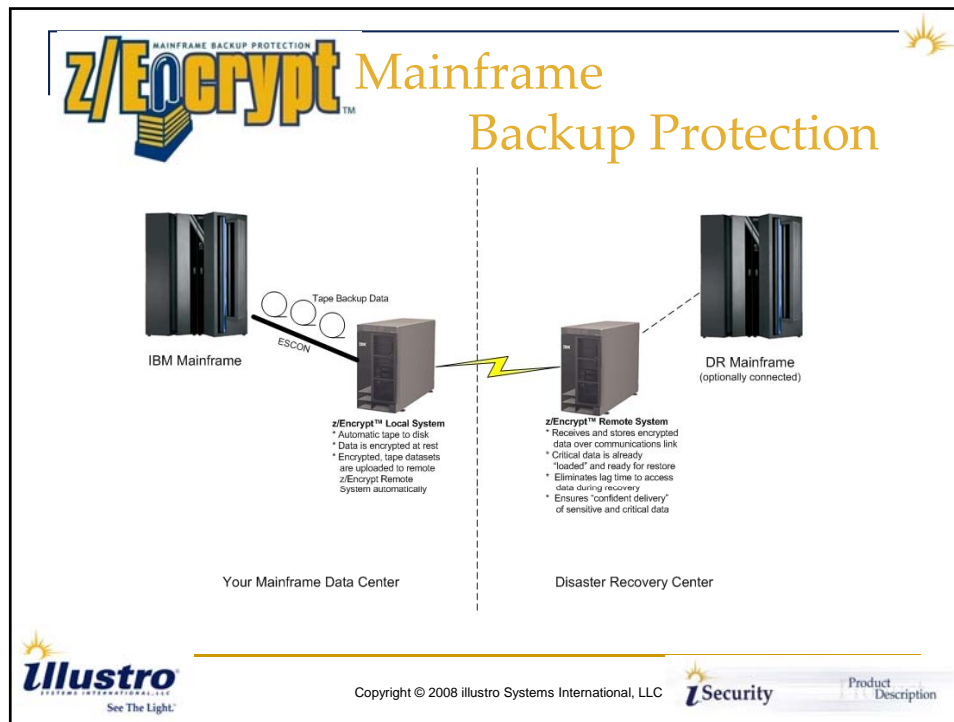 MAINFRAME BACKUP PROTECTION
z/Encrypt™
Mainframe
Backup Protection
Tape Backup Data
ESCON
IBM Mainframe
IBM
z/Encrypt™ Local System
* Automatic tape to disk
* Data is encrypted at rest
* Encrypted, tape datasets
are uploaded to remote
z/Encrypt Remote
System automatically
IBM
z/Encrypt™ Remote System
* Receives and stores encrypted
data over communications link
* Critical data is already
“loaded” and ready for restore
* Eliminates lag time to access
data during recovery
* Ensures “confident delivery”
of sensitive and critical data
DR Mainframe
(optionally connected)
Your Mainframe Data Center
Disaster Recovery Center
illustro
SYSTEMS INTERNATIONAL, LLC
See The Light.™
Copyright © 2008 illustro Systems International, LLC
iSecurity
Product
Description